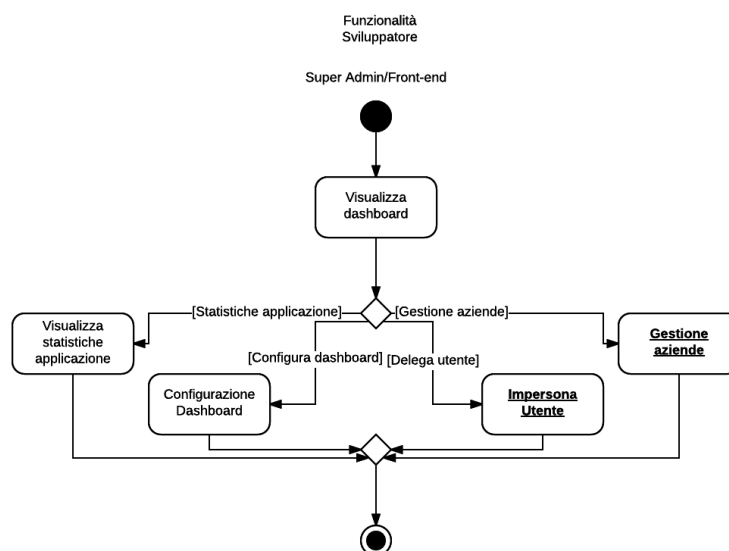 Funzionalità
Sviluppatore
Super Admin/Front-end
Visualizza
dashboard
[Statistiche applicazione]
[Gestione aziende]
Visualizza
statistiche
applicazione
Gestione
aziende
[Configura dashboard]
[Delega utente]
Configurazione
Dashboard
Impersona
Utente